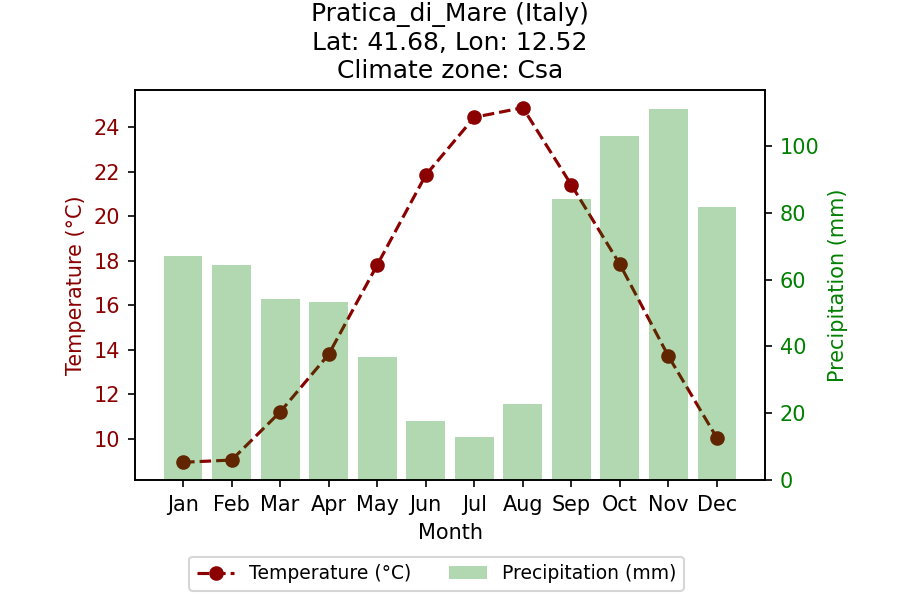 Pratica_di_Mare (Italy)
Lat: 41.68, Lon: 12.52
Climate zone: Csa
Temperature (°C)
24
22
20
18
16
14
12
10
Precipitation (mm)
100
80
60
40
20
0
Jan Feb Mar Apr May Jun Jul Aug Sep Oct Nov Dec
Month
Temperature (°C) Precipitation (mm)